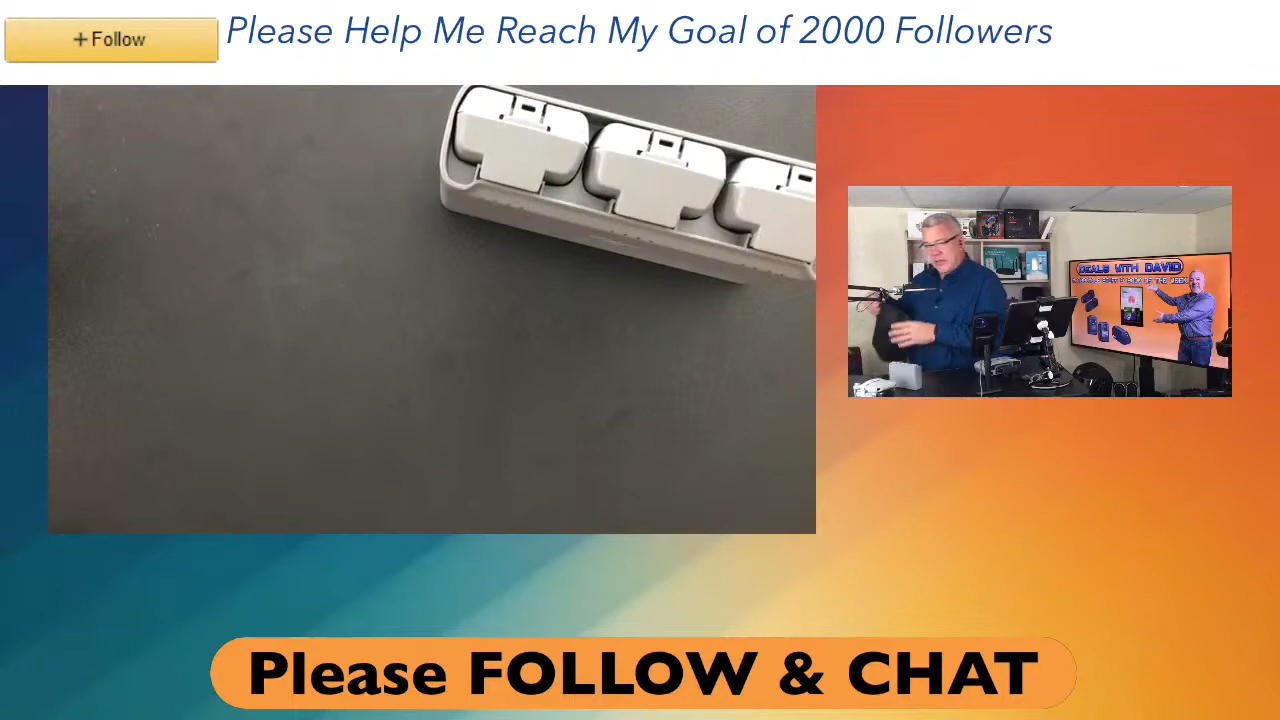 +Follow
Please Help Me Reach My Goal of 2000 Followers
DEALS WITH DAVID
Please FOLLOW & CHAT